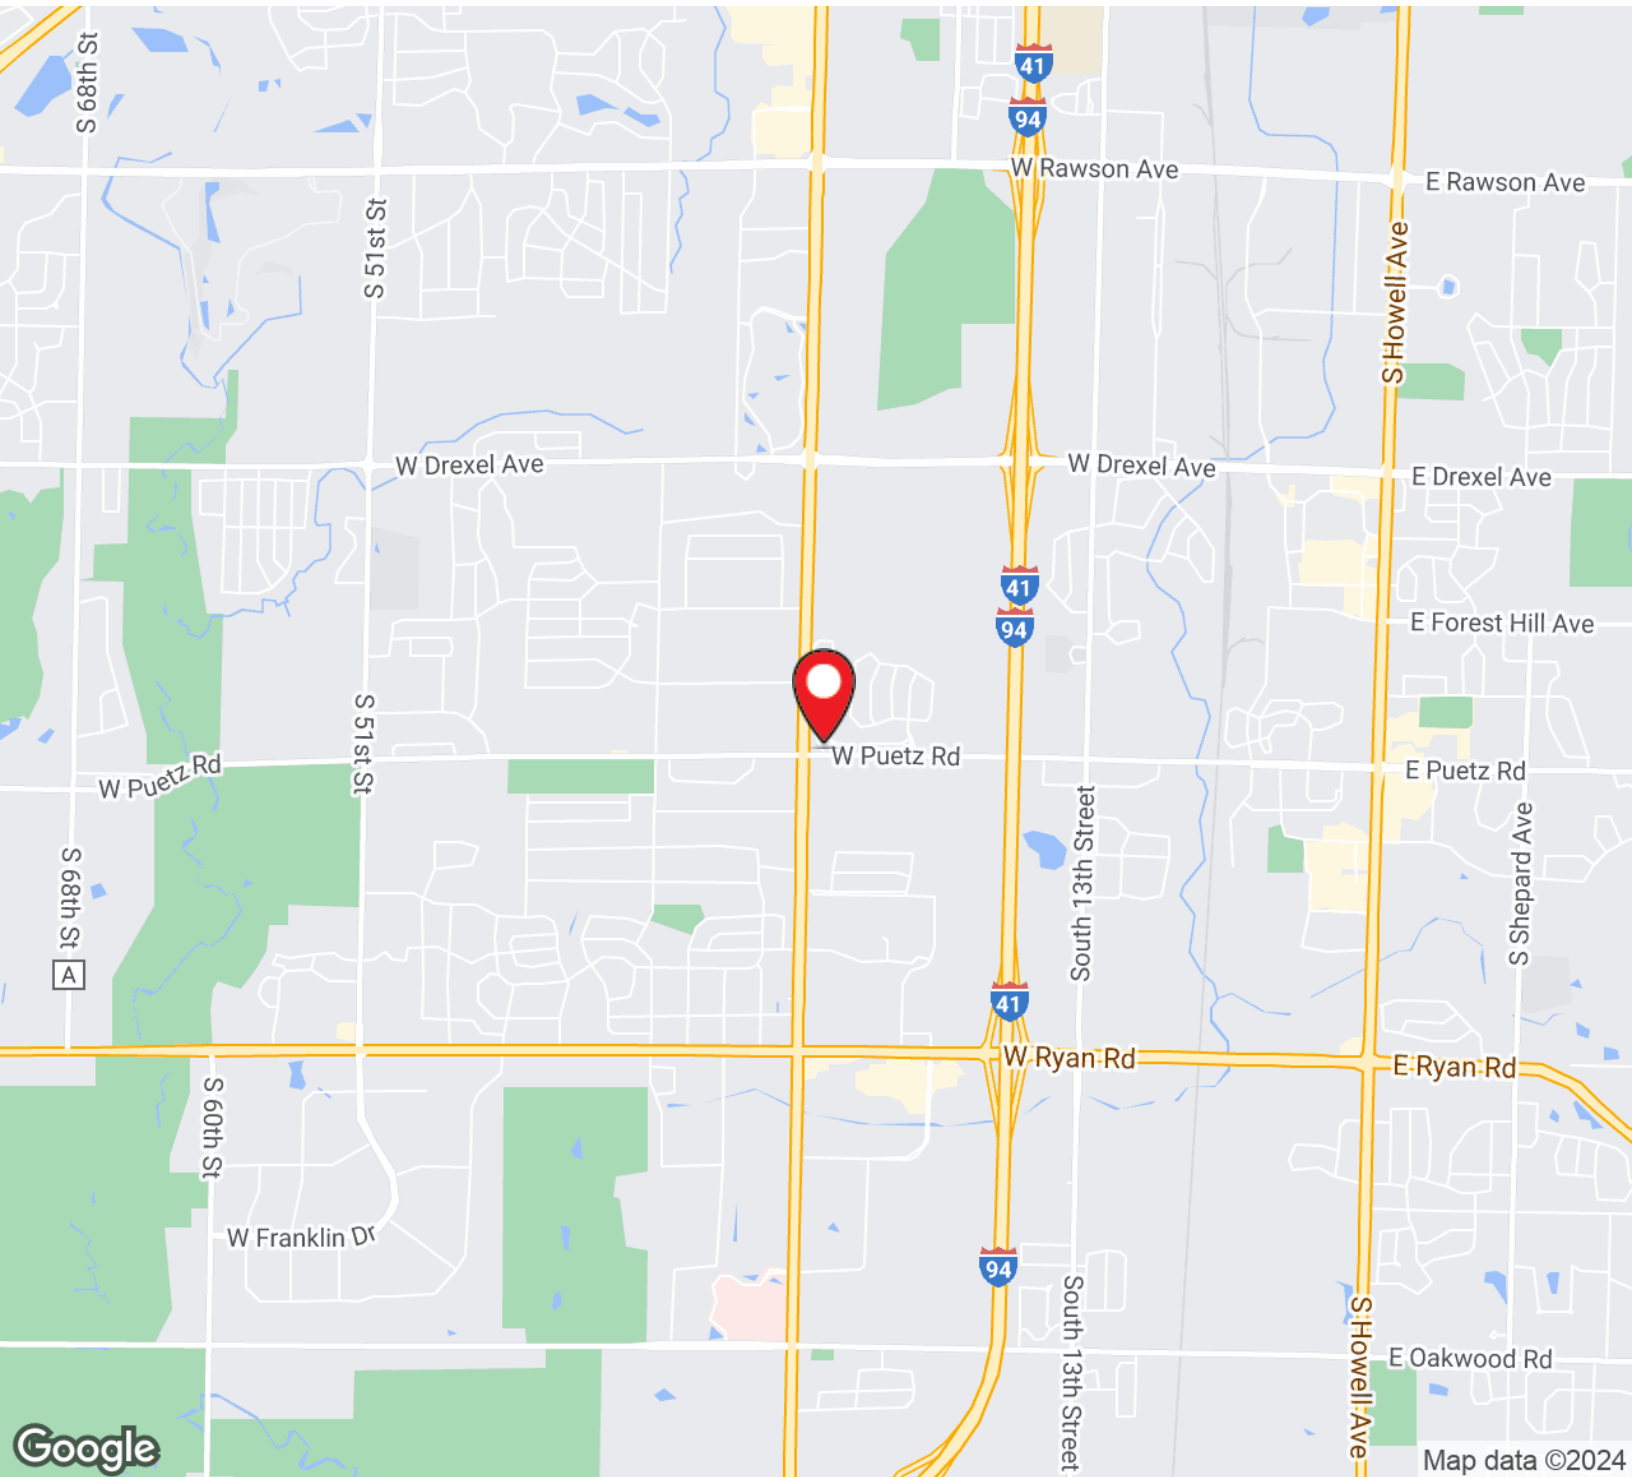 S 68th St
41
94
W Rawson Ave
E Rawson Ave
S 51st St
S Howell Ave
W Drexel Ave
W Drexel Ave
E Drexel Ave
41
94
E Forest Hill Ave
S 51st St
W Puetz Rd
W Puetz Rd
E Puetz Rd
South 13th Street
S Shepard Ave
S 68th St
A
41
W Ryan Rd
E Ryan Rd
S 60th St
W Franklin Dr
94
South 13th Street
S Howell Ave
E Oakwood Rd
Google
Map data ©2024